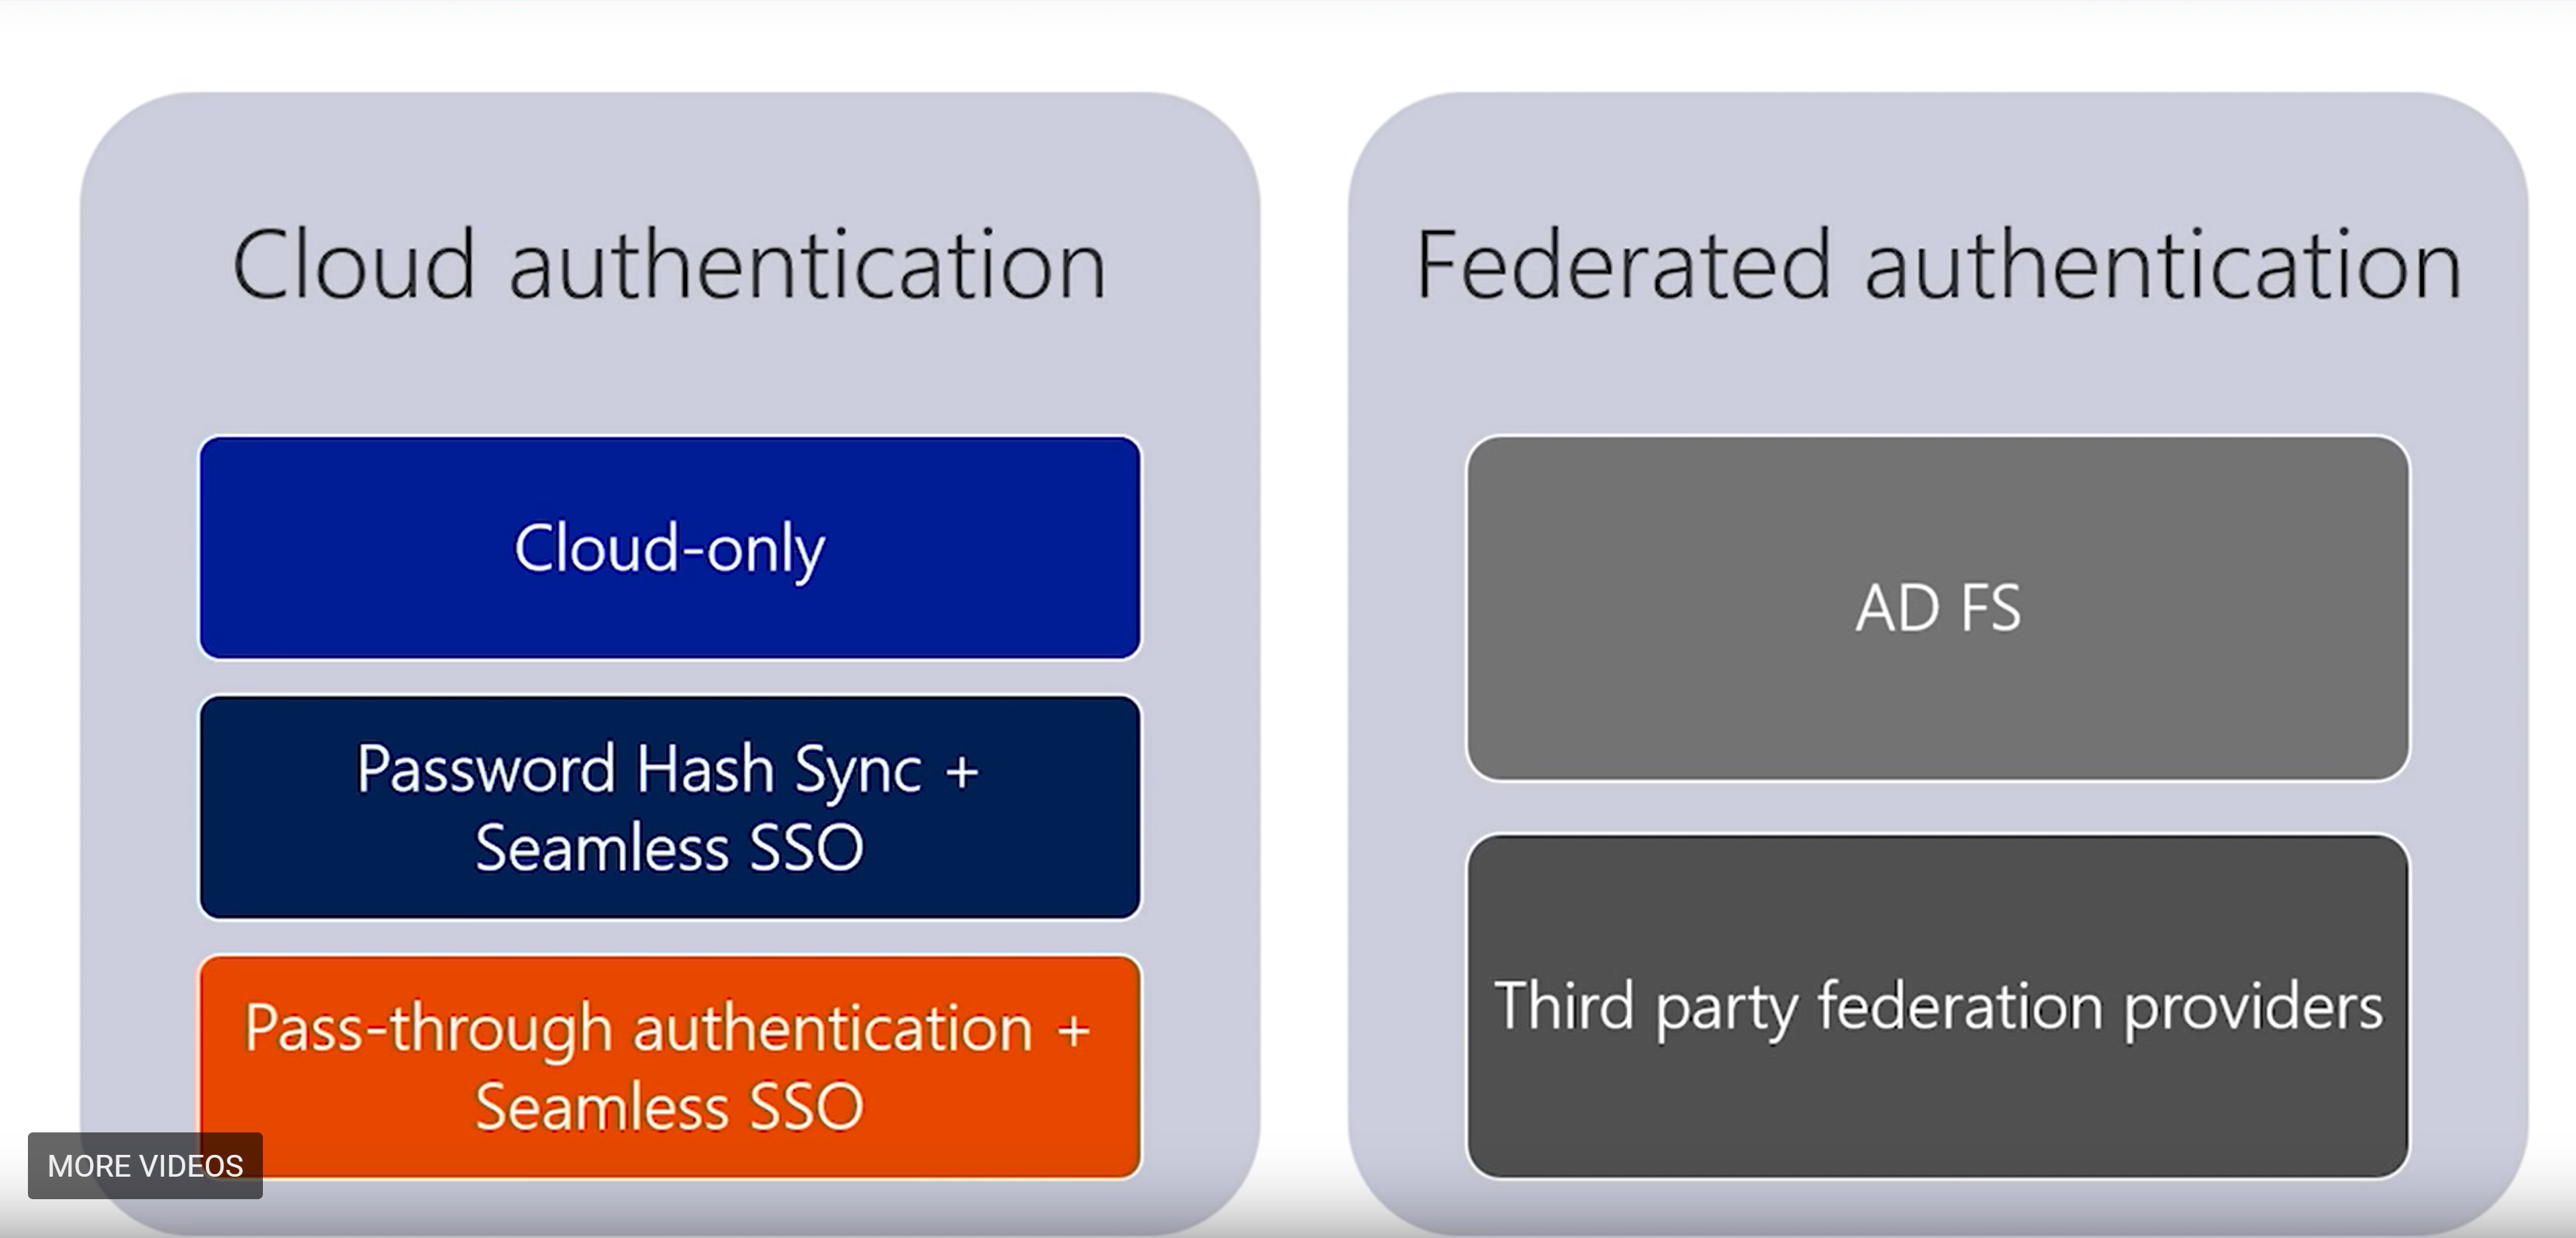 Cloud authentication
Cloud-only
Password Hash Sync +
Seamless SSO
Pass-through authentication +
Seamless SSO
MORE VIDEOS
Federated authentication
AD FS
Third party federation providers